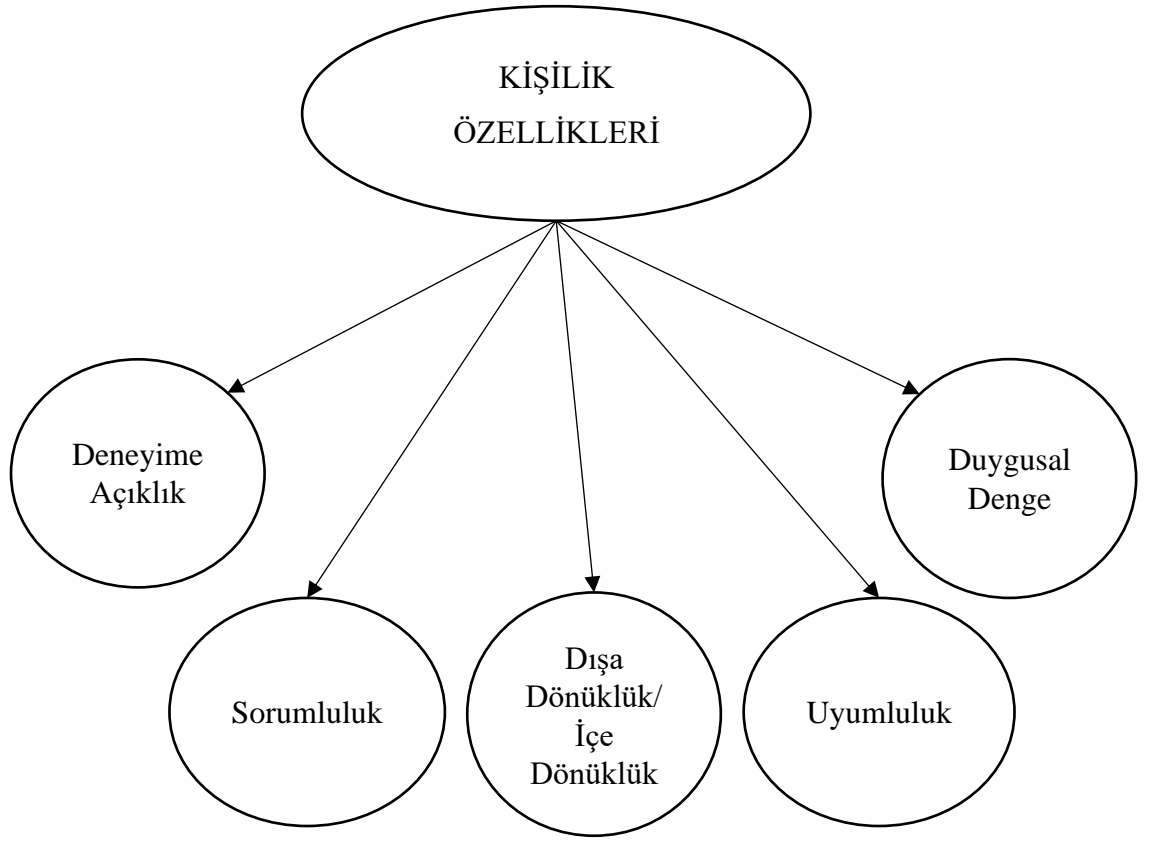 KİŞİLİK
ÖZELLİKLERİ
Deneyime
Açıklık
Duygusal
Denge
Sorumluluk
Dışa
Dönüklük/
İçe
Dönüklük
Uyumluluk